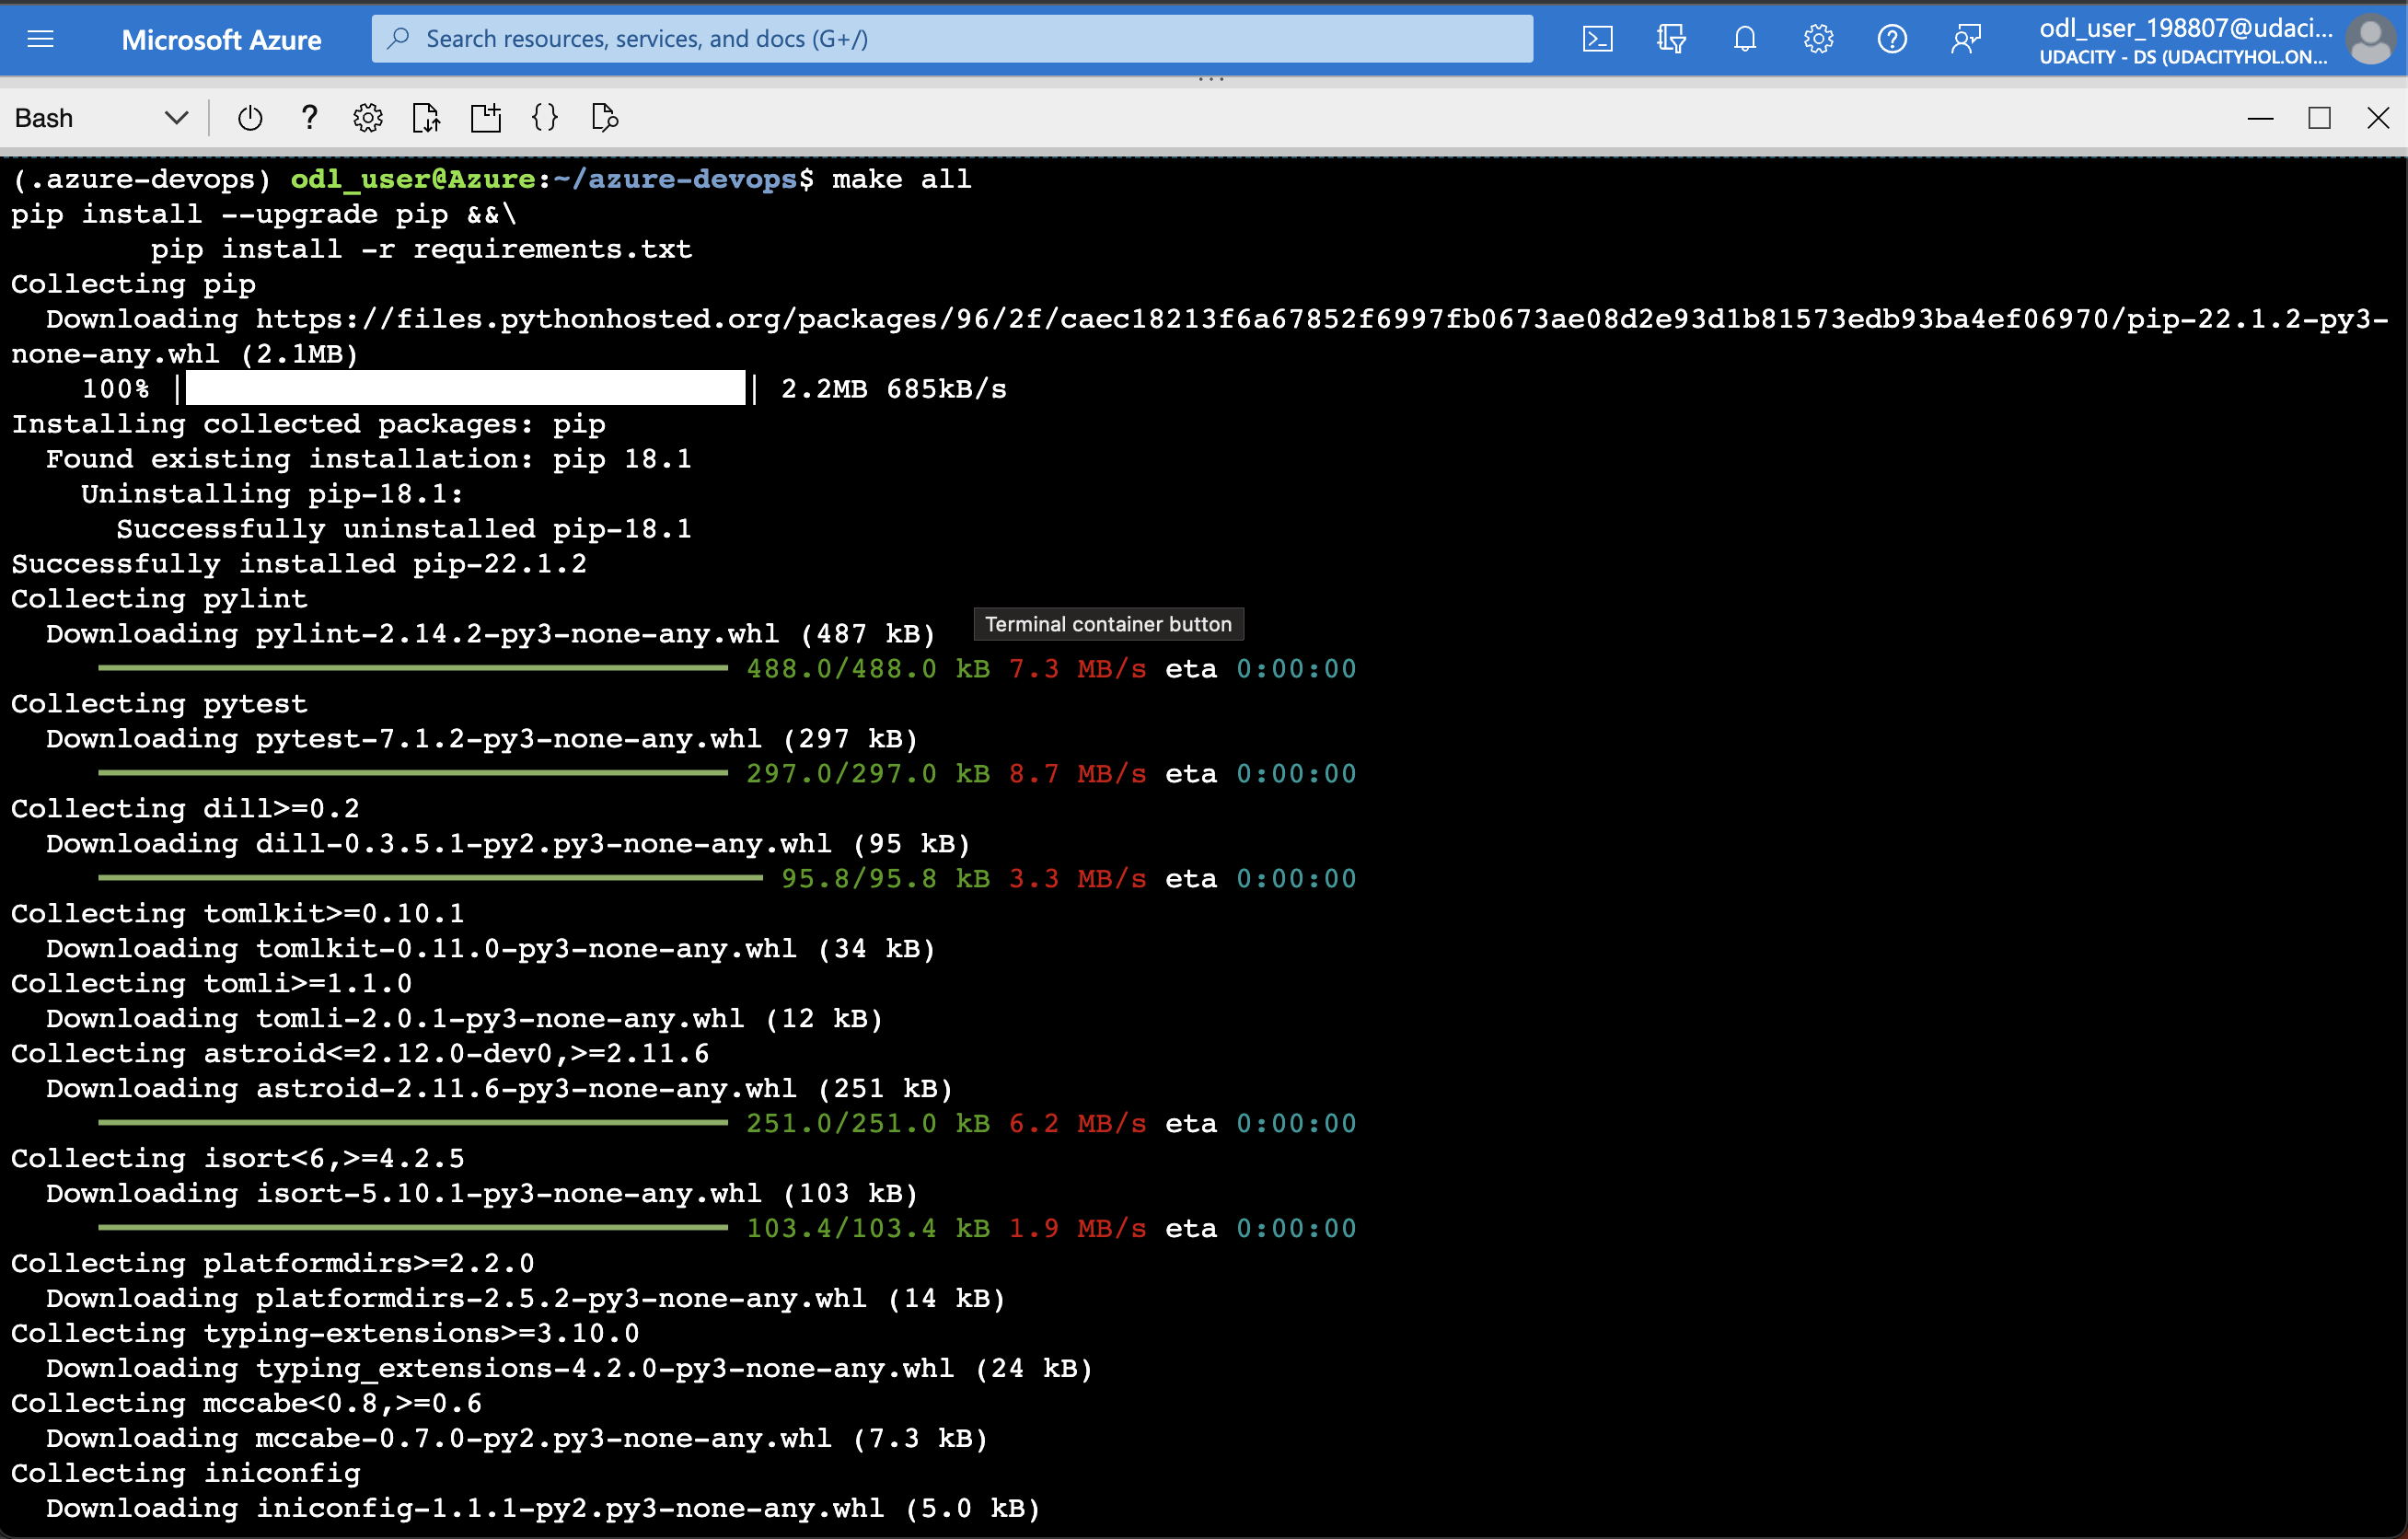 Microsoft Azure
Search resources, services, and docs (G+/)
odl_user_198807@udaci...
UDACITY - DS (UDACITYHOL.ON...
Bash
(.azure-devops) odl_user@Azure:~/azure-devops$ make all
pip install --upgrade pip &&\
pip install -r requirements.txt
Collecting pip
Downloading https://files.pythonhosted.org/packages/96/2f/caec18213f6a67852f6997fb0673ae08d2e93d1b81573edb93ba4ef06970/pip-22.1.2-py3-
none-any.whl (2.1MB)
100% | | 2.2MB 685kB/s
Installing collected packages: pip
Found existing installation: pip 18.1
Uninstalling pip-18.1:
Successfully uninstalled pip-18.1
Successfully installed pip-22.1.2
Collecting pylint
Downloading pylint-2.14.2-py3-none-any.whl (487 kB)
Terminal container button
488.0/488.0 kB 7.3 MB/s eta 0:00:00
Collecting pytest
Downloading pytest-7.1.2-py3-none-any.whl (297 kB)
297.0/297.0 kB 8.7 MB/s eta 0:00:00
Collecting dill>=0.2
Downloading dill-0.3.5.1-py2.py3-none-any.whl (95 kB)
95.8/95.8 kB 3.3 MB/s eta 0:00:00
Collecting tomlkit>=0.10.1
Downloading tomlkit-0.11.0-py3-none-any.whl (34 kB)
Collecting tomli>=1.1.0
Downloading tomli-2.0.1-py3-none-any.whl (12 kB)
Collecting astroid<=2.12.0-dev0,>=2.11.6
Downloading astroid-2.11.6-py3-none-any.whl (251 kB)
251.0/251.0 kB 6.2 MB/s eta 0:00:00
Collecting isort<6,>=4.2.5
Downloading isort-5.10.1-py3-none-any.whl (103 kB)
103.4/103.4 kB 1.9 MB/s eta 0:00:00
Collecting platformdirs>=2.2.0
Downloading platformdirs-2.5.2-py3-none-any.whl (14 kB)
Collecting typing-extensions>=3.10.0
Downloading typing_extensions-4.2.0-py3-none-any.whl (24 kB)
Collecting mccabe<0.8,>=0.6
Downloading mccabe-0.7.0-py2.py3-none-any.whl (7.3 kB)
Collecting iniconfig
Downloading iniconfig-1.1.1-py2.py3-none-any.whl (5.0 kB)